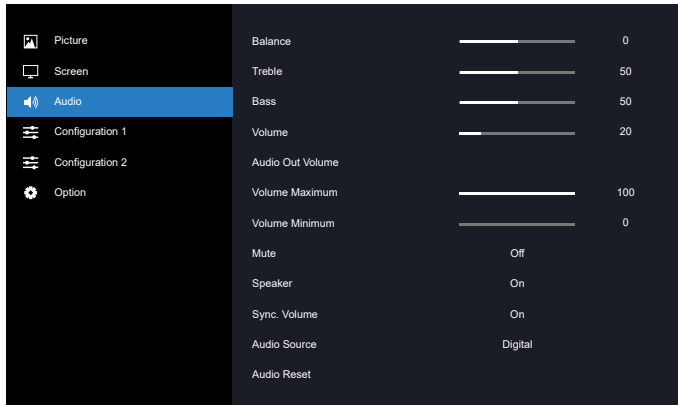 Picture
Screen
Audio
Configuration 1
Configuration 2
Option
Balance 0
Treble 50
Bass 50
Volume 20
Audio Out Volume
Volume Maximum 100
Volume Minimum 0
Mute Off
Speaker On
Sync. Volume On
Audio Source Digital
Audio Reset